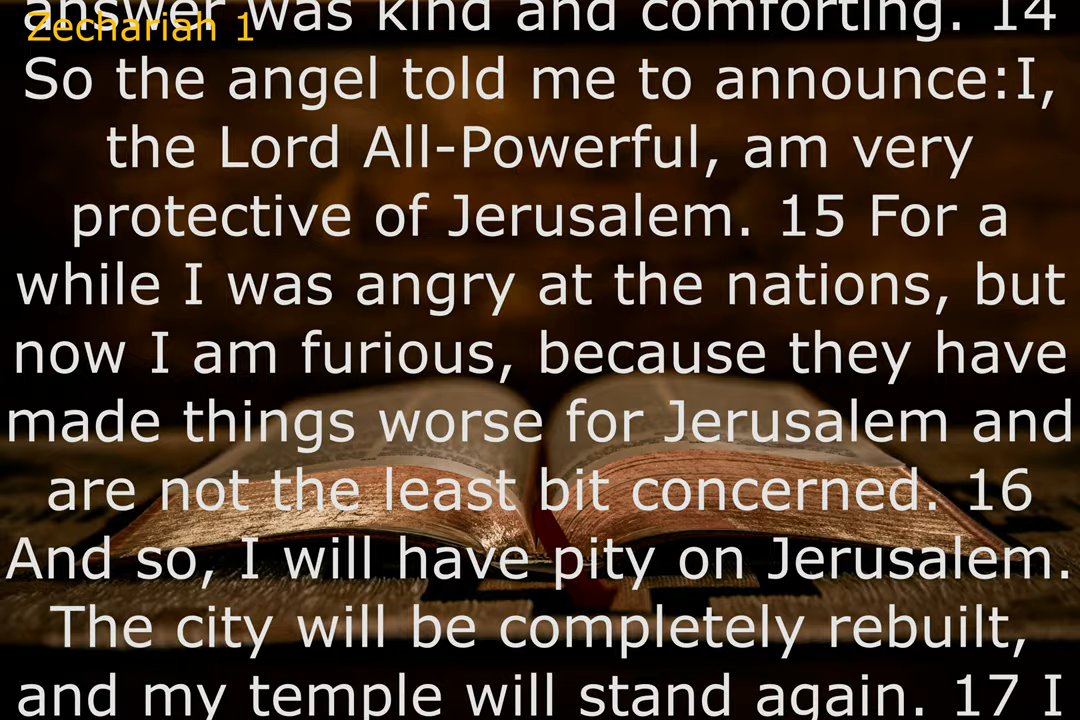 answer was kind and comforting. 14
Zechariah 1
So the angel told me to announce:I,
the Lord All-Powerful, am very
protective of Jerusalem. 15 For a
while I was angry at the nations, but
now I am furious, because they have
made things worse for Jerusalem and
are not the least bit concerned. 16
And so, I will have pity on Jerusalem.
The city will be completely rebuilt,
and my temple will stand again. 17 I